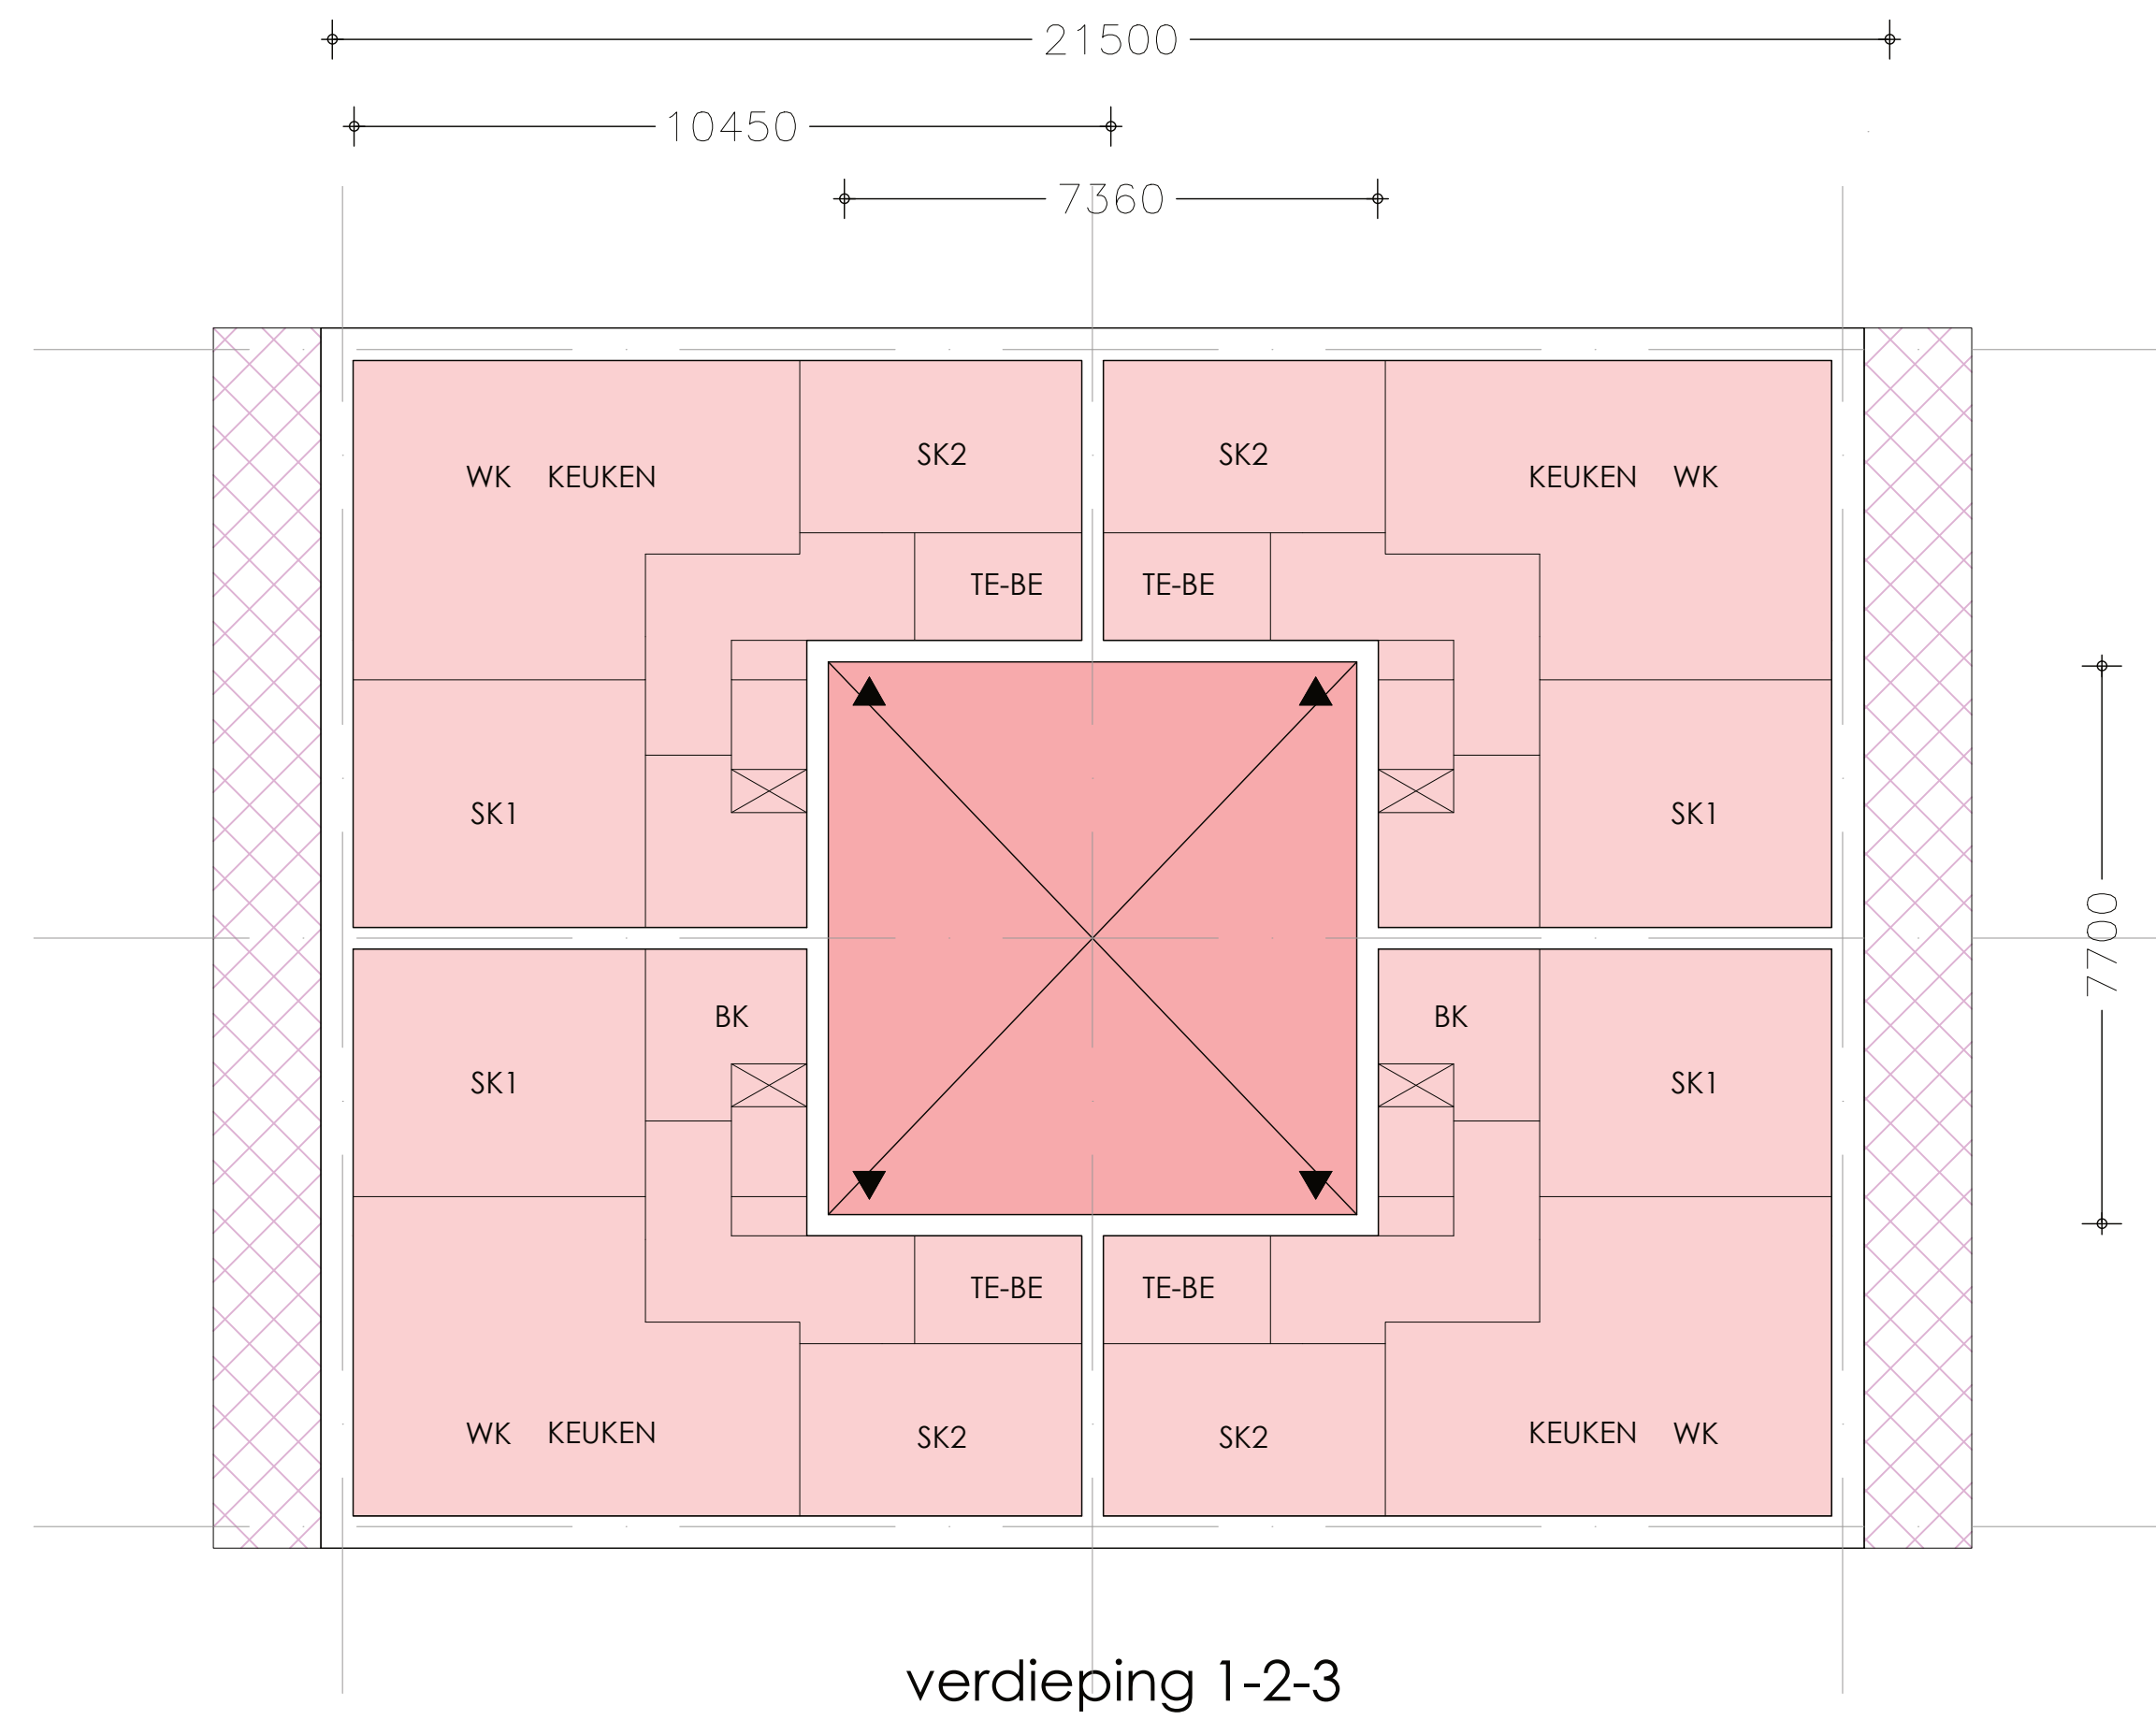 21500
10450
7360
SK2 SK2
WK KEUKEN KEUKEN WK
TE-BE TE-BE
SK1 SK1
7700
BK BK
SK1 SK1
TE-BE TE-BE
WK KEUKEN KEUKEN WK
SK2 SK2
verdieping 1-2-3